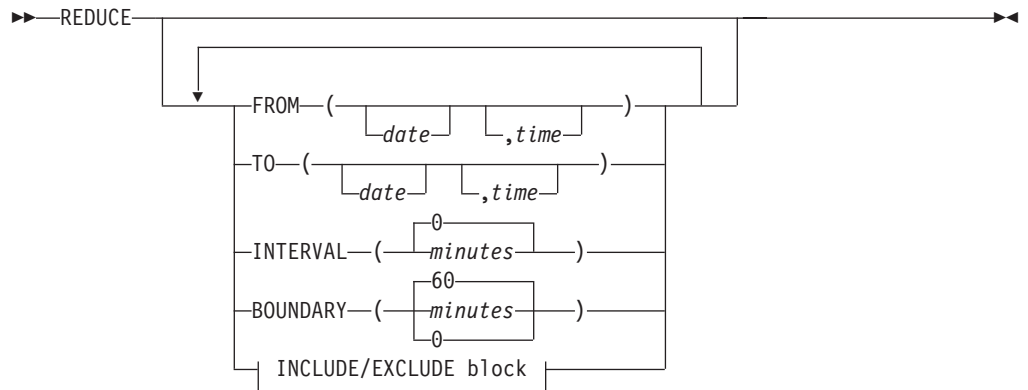 REDUCE
FROM ( date ,time )
TO ( date ,time )
0
INTERVAL ( minutes )
60
BOUNDARY ( minutes )
0
INCLUDE/EXCLUDE block